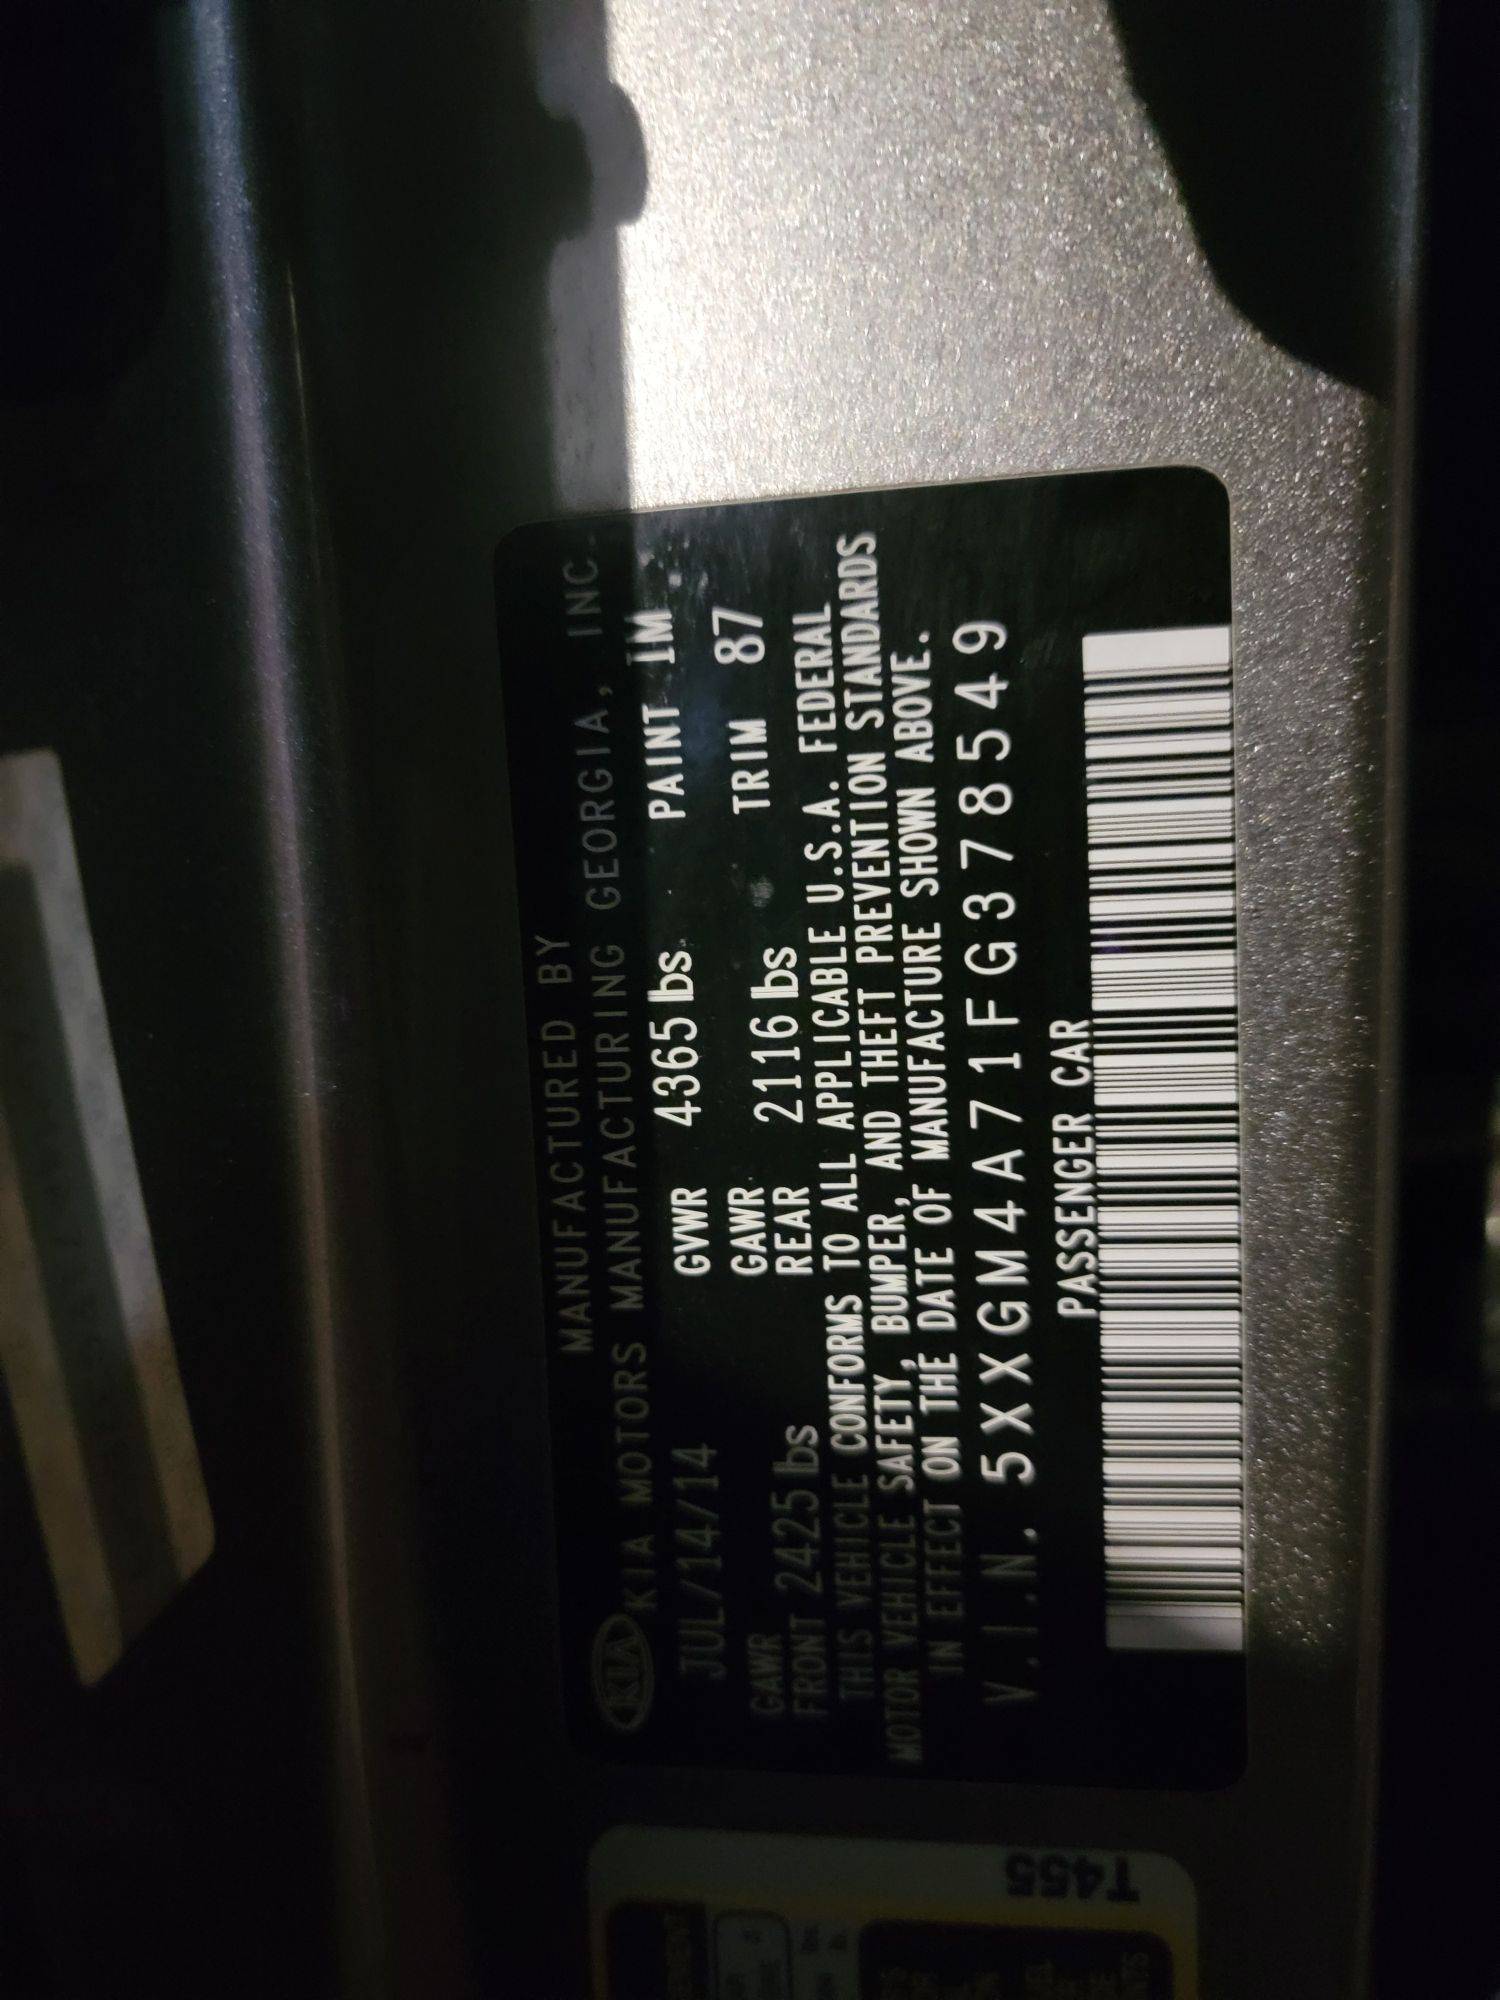 MANUFACTURED BY
KIA KIA MOTORS MANUFACTURING GEORGIA, INC.
JUL/14/14 GVWR 4365 lbs. PAINT IM
GAWR FRONT 2425 lbs GAWR REAR 2116 lbs TRIM 87
THIS VEHICLE CONFORMS TO ALL APPLICABLE U.S.A. FEDERAL
MOTOR VEHICLE SAFETY, BUMPER, AND THEFT PREVENTION STANDARDS
IN EFFECT ON THE DATE OF MANUFACTURE SHOWN ABOVE.
V.I.N. 5XXGM4A71FG378549
PASSENGER CAR
T455